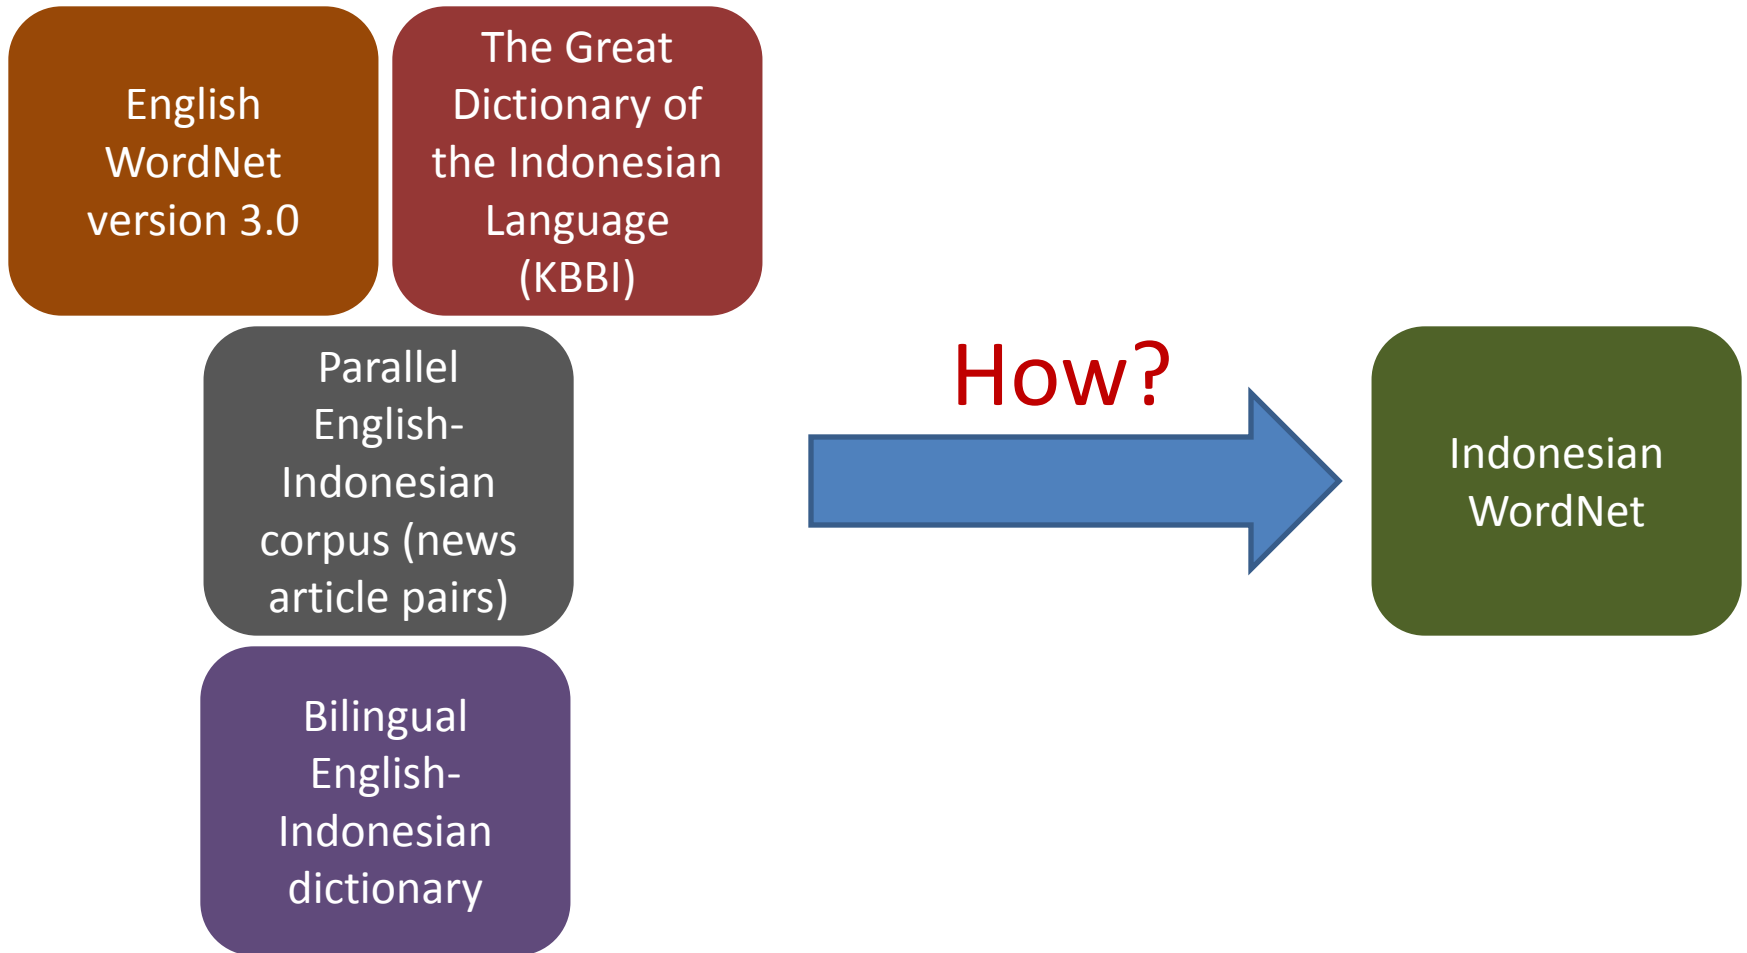 English
WordNet
version 3.0
The Great
Dictionary of
the Indonesian
Language
(KBBI)
Parallel
English-
Indonesian
corpus (news
article pairs)
Bilingual
English-
Indonesian
dictionary
How?
Indonesian
WordNet